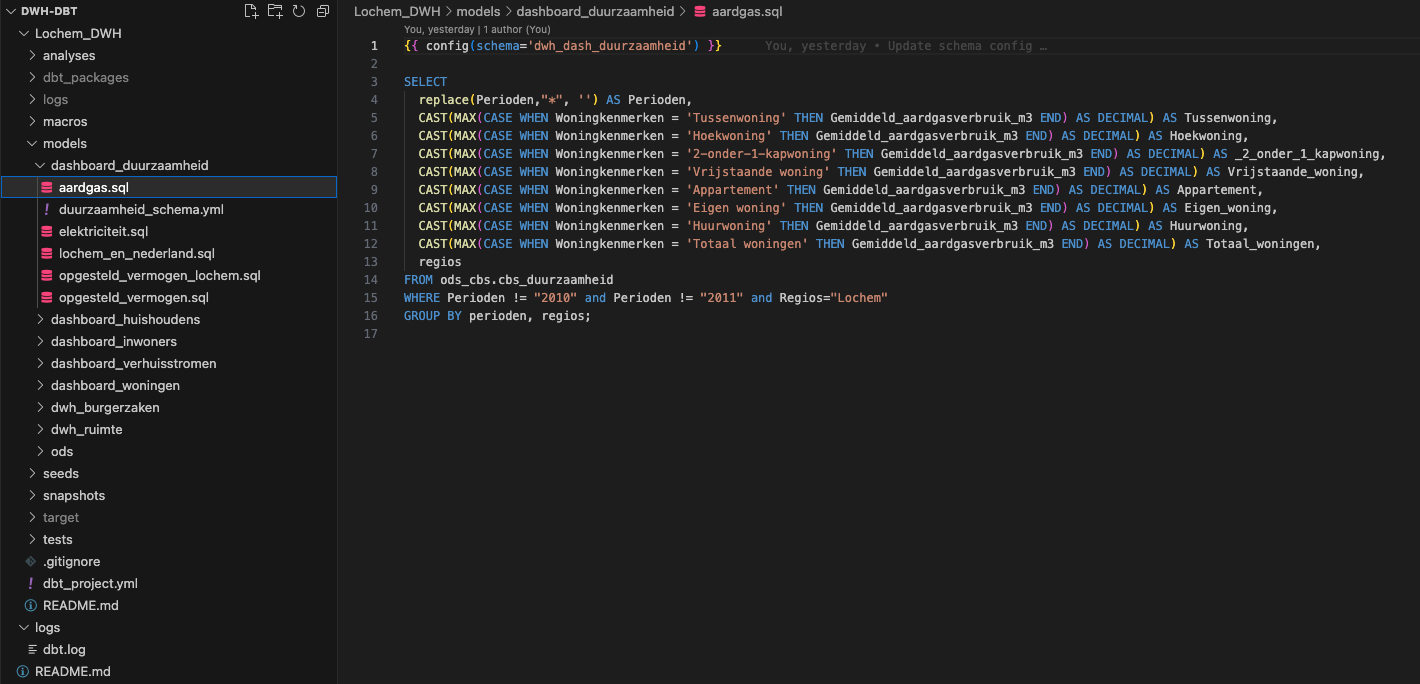 DWH-DBT
Lochem_DWH
analyses
dbt_packages
logs
macros
models
dashboard_duurzaamheid
aardgas.sql
! duurzaamheid_schema.yml
elektriciteit.sql
lochem_en_nederland.sql
opgesteld_vermogen_lochem.sql
opgesteld_vermogen.sql
dashboard_huishoudens
dashboard_inwoners
dashboard_verhuisstromen
dashboard_woningen
dwh_burgerzaken
dwh_ruimte
ods
seeds
snapshots
target
tests
.gitignore
! dbt_project.yml
README.md
logs
dbt.log
README.md
Lochem_DWH > models > dashboard_duurzaamheid > aardgas.sql
You, yesterday | 1 author (You)
1 {{ config(schema='dwh_dash_duurzaamheid') }} You, yesterday • Update schema config …
2
3 SELECT
4 replace(Perioden,"*", '') AS Perioden,
5 CAST(MAX(CASE WHEN Woningkenmerken = 'Tussenwoning' THEN Gemiddeld_aardgasverbruik_m3 END) AS DECIMAL) AS Tussenwoning,
6 CAST(MAX(CASE WHEN Woningkenmerken = 'Hoekwoning' THEN Gemiddeld_aardgasverbruik_m3 END) AS DECIMAL) AS Hoekwoning,
7 CAST(MAX(CASE WHEN Woningkenmerken = '2-onder-1-kapwoning' THEN Gemiddeld_aardgasverbruik_m3 END) AS DECIMAL) AS _2_onder_1_kapwoning,
8 CAST(MAX(CASE WHEN Woningkenmerken = 'Vrijstaande woning' THEN Gemiddeld_aardgasverbruik_m3 END) AS DECIMAL) AS Vrijstaande_woning,
9 CAST(MAX(CASE WHEN Woningkenmerken = 'Appartement' THEN Gemiddeld_aardgasverbruik_m3 END) AS DECIMAL) AS Appartement,
10 CAST(MAX(CASE WHEN Woningkenmerken = 'Eigen woning' THEN Gemiddeld_aardgasverbruik_m3 END) AS DECIMAL) AS Eigen_woning,
11 CAST(MAX(CASE WHEN Woningkenmerken = 'Huurwoning' THEN Gemiddeld_aardgasverbruik_m3 END) AS DECIMAL) AS Huurwoning,
12 CAST(MAX(CASE WHEN Woningkenmerken = 'Totaal woningen' THEN Gemiddeld_aardgasverbruik_m3 END) AS DECIMAL) AS Totaal_woningen,
13 regios
14 FROM ods_cbs.cbs_duurzaamheid
15 WHERE Perioden != "2010" and Perioden != "2011" and Regios="Lochem"
16 GROUP BY perioden, regios;
17